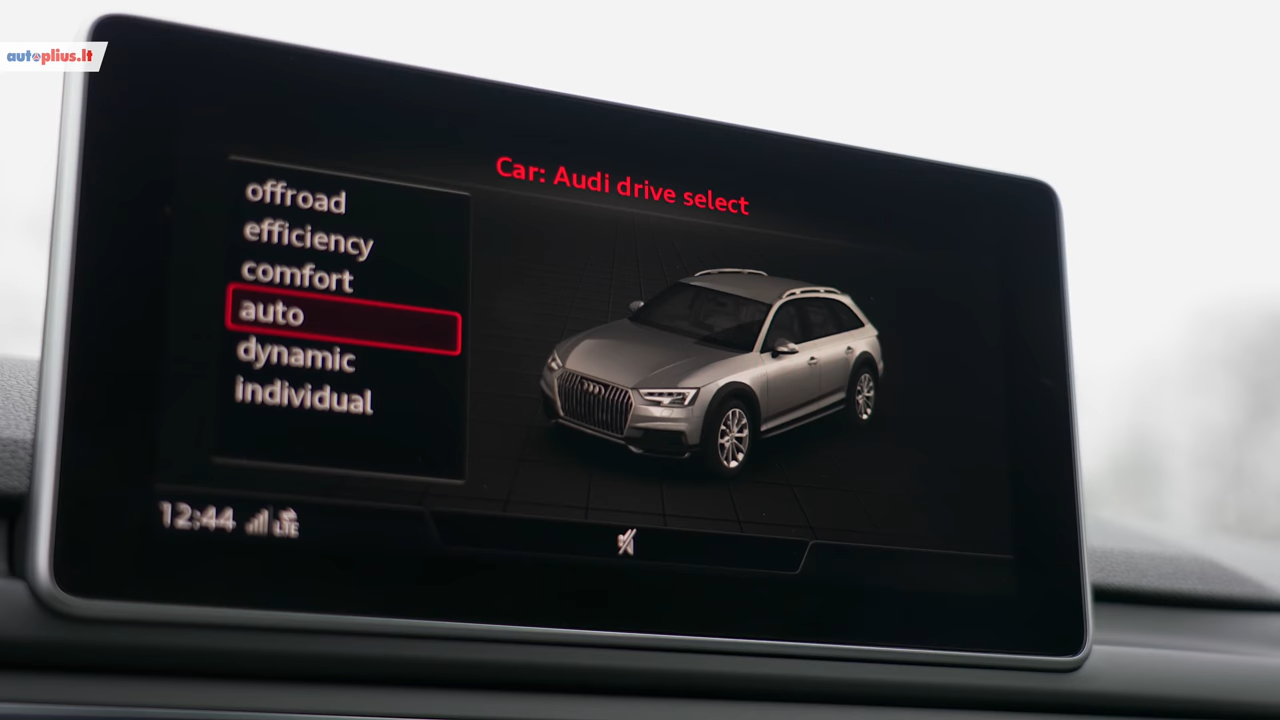 autoplius.lt
Car: Audi drive select
offroad
efficiency
comfort
auto
dynamic
individual
12:44 LTE